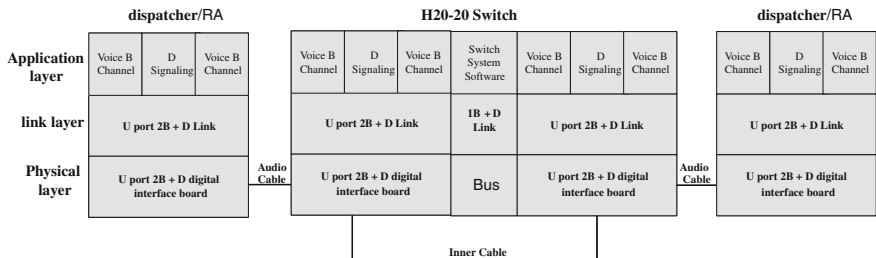 dispatcher/RA
H20-20 Switch
dispatcher/RA
Application
layer
Voice B
Channel
D
Signaling
Voice B
Channel
Voice B
Channel
D
Signaling
Voice B
Channel
Switch
System
Software
Voice B
Channel
D
Signaling
Voice B
Channel
Voice B
Channel
D
Signaling
Voice B
Channel
link layer
U port 2B + D Link
U port 2B + D Link
1B + D
Link
U port 2B + D Link
U port 2B + D Link
Physical
layer
U port 2B + D digital
interface board
Audio
Cable
U port 2B + D digital
interface board
Bus
U port 2B + D digital
interface board
Audio
Cable
U port 2B + D digital
interface board
Inner Cable